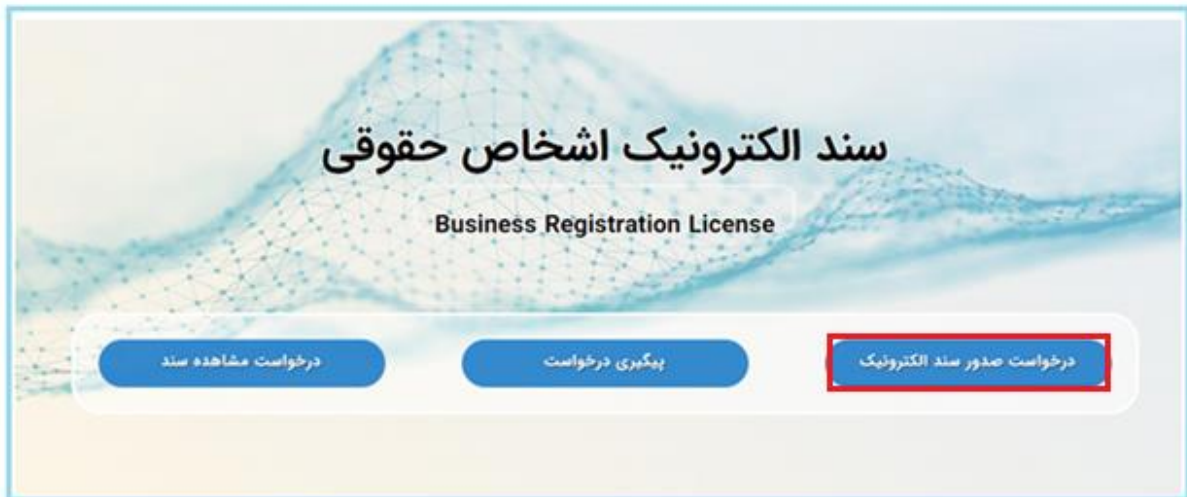 سند الکترونیک اشخاص حقوقی
Business Registration License
درخواست صدور سند الکترونیک
پیگیری درخواست
درخواست مشاهده سند